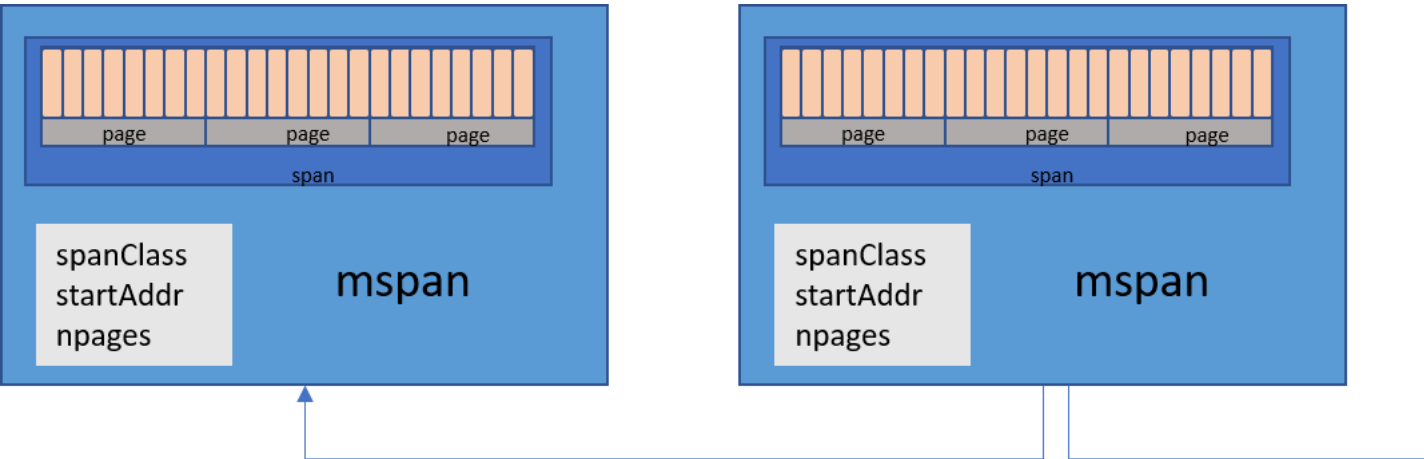 page page page
span
spanClass
startAddr
npages
mspan
page page page
span
spanClass
startAddr
npages
mspan